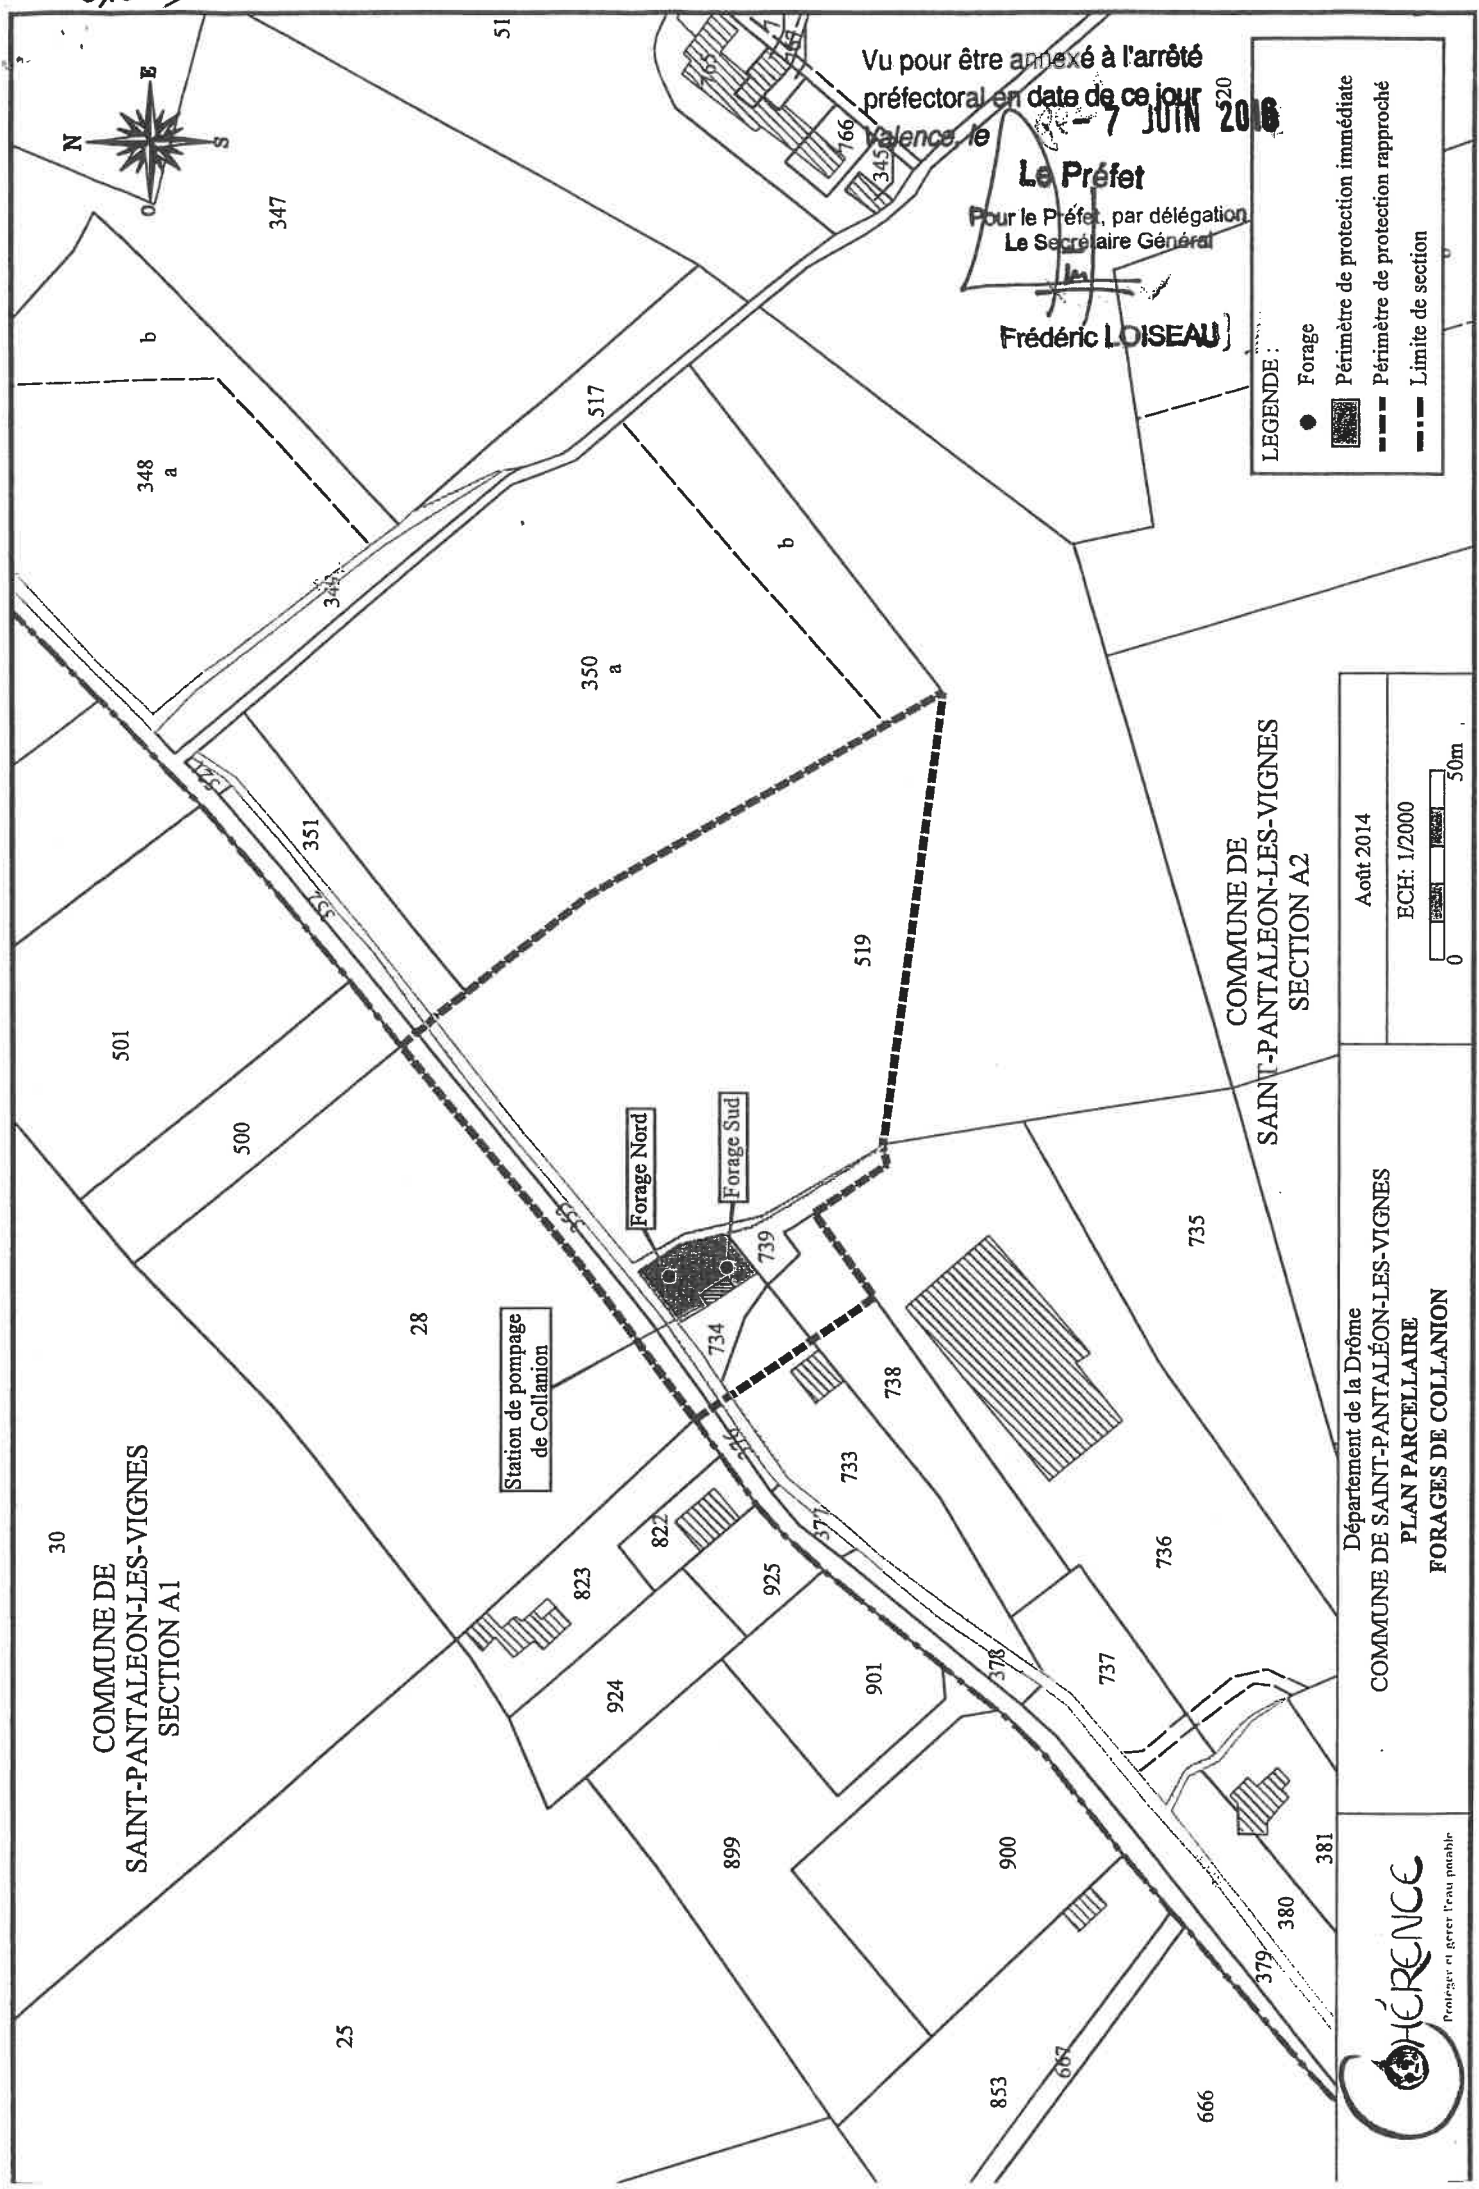 Vu pour être annexé à l'arrêté
préfectoral en date de ce jour
Valence, le - 7 JUIN 2016
Le Préfet
Pour le Préfet, par délégation
Le Secrétaire Général
Frédéric LOISEAU
N
E
S
O
COMMUNE DE
SAINT-PANTALEON-LES-VIGNES
SECTION A1
30
25
28
501
500
347
348
a
b
51
517
350
a
b
351
352
353
519
520
765
766
345
Station de pompage
de Collanion
Forage Nord
Forage Sud
739
734
738
733
735
736
737
376
377
378
379
380
381
822
823
924
925
901
899
900
853
667
666
COMMUNE DE
SAINT-PANTALEON-LES-VIGNES
SECTION A2
LEGENDE :
Forage
Périmètre de protection immédiate
Périmètre de protection rapproché
Limite de section
HÉRENCE
Protéger et gérer l'eau potable
Département de la Drôme
COMMUNE DE SAINT-PANTALÉON-LES-VIGNES
PLAN PARCELLAIRE
FORAGES DE COLLANION
Août 2014
ECH: 1/2000
0
50m